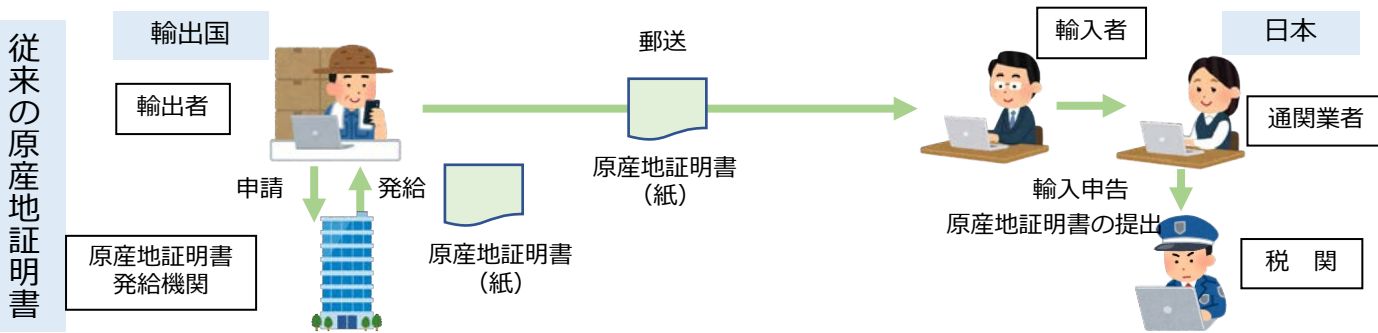 従来の原産地証明書
輸出国
輸出者
申請
発給
原産地証明書
発給機関
原産地証明書
（紙）
郵送
原産地証明書
（紙）
輸入者
日本
通関業者
輸入申告
原産地証明書の提出
税　関